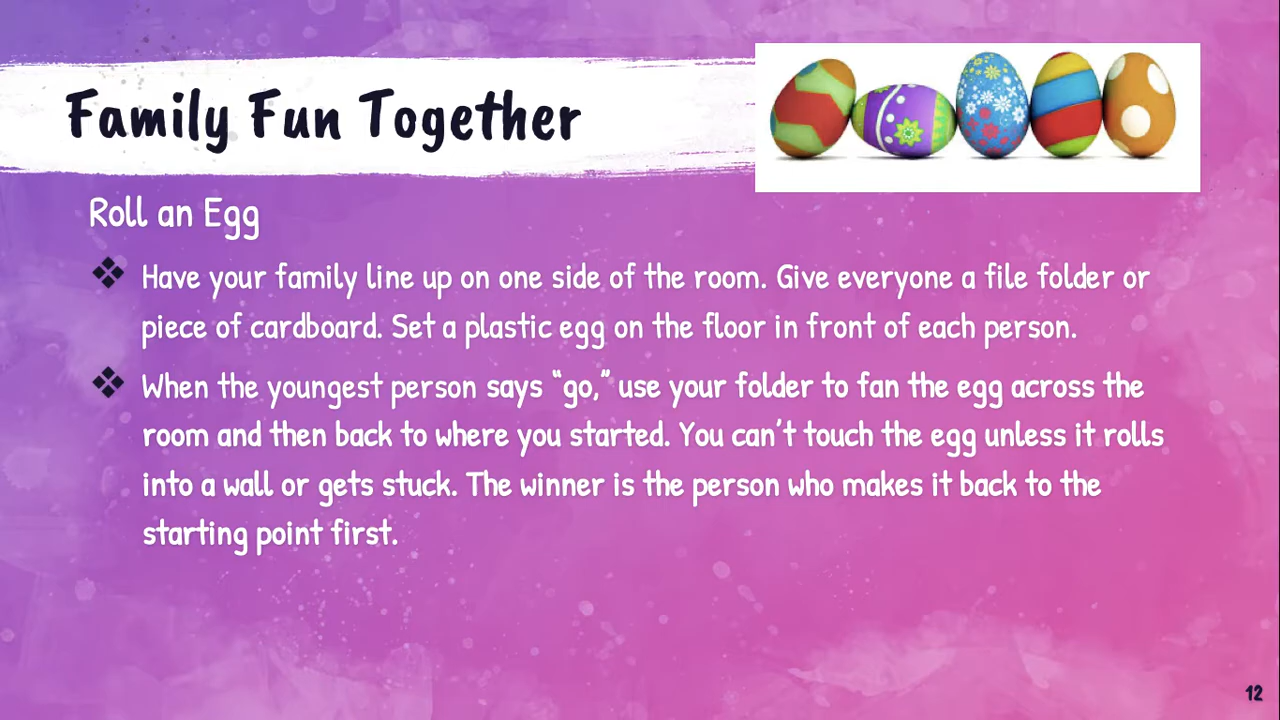 Family Fun Together
Roll an Egg
❖ Have your family line up on one side of the room. Give everyone a file folder or
piece of cardboard. Set a plastic egg on the floor in front of each person.
❖ When the youngest person says “go,” use your folder to fan the egg across the
room and then back to where you started. You can’t touch the egg unless it rolls
into a wall or gets stuck. The winner is the person who makes it back to the
starting point first.
12